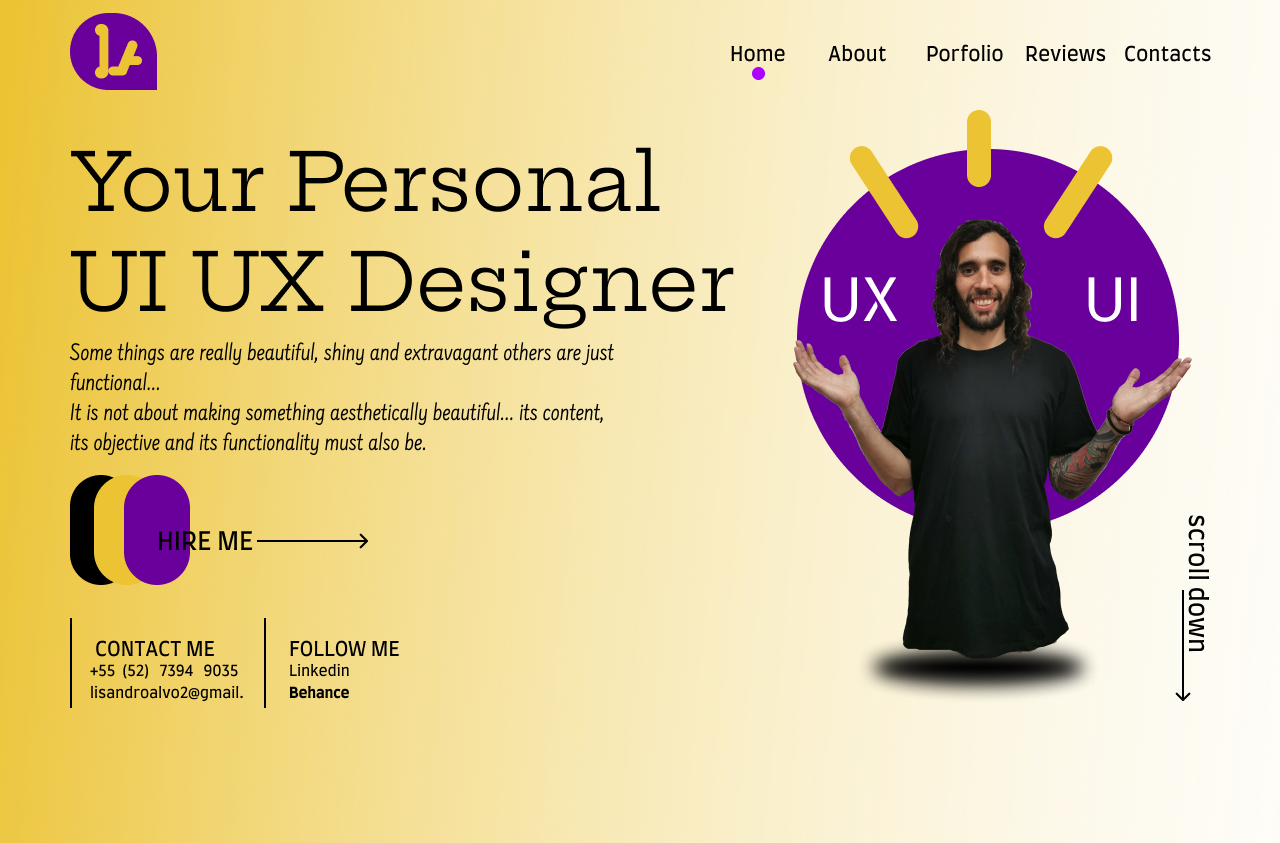 Home About Porfolio Reviews Contacts
Your Personal
UI UX Designer
UX UI
Some things are really beautiful, shiny and extravagant others are just
functional...
It is not about making something aesthetically beautiful... its content,
its objective and its functionality must also be.
HIRE ME
scroll down
CONTACT ME
+55 (52) 7394 9035
lisandroalvo2@gmail.
FOLLOW ME
Linkedin
Behance